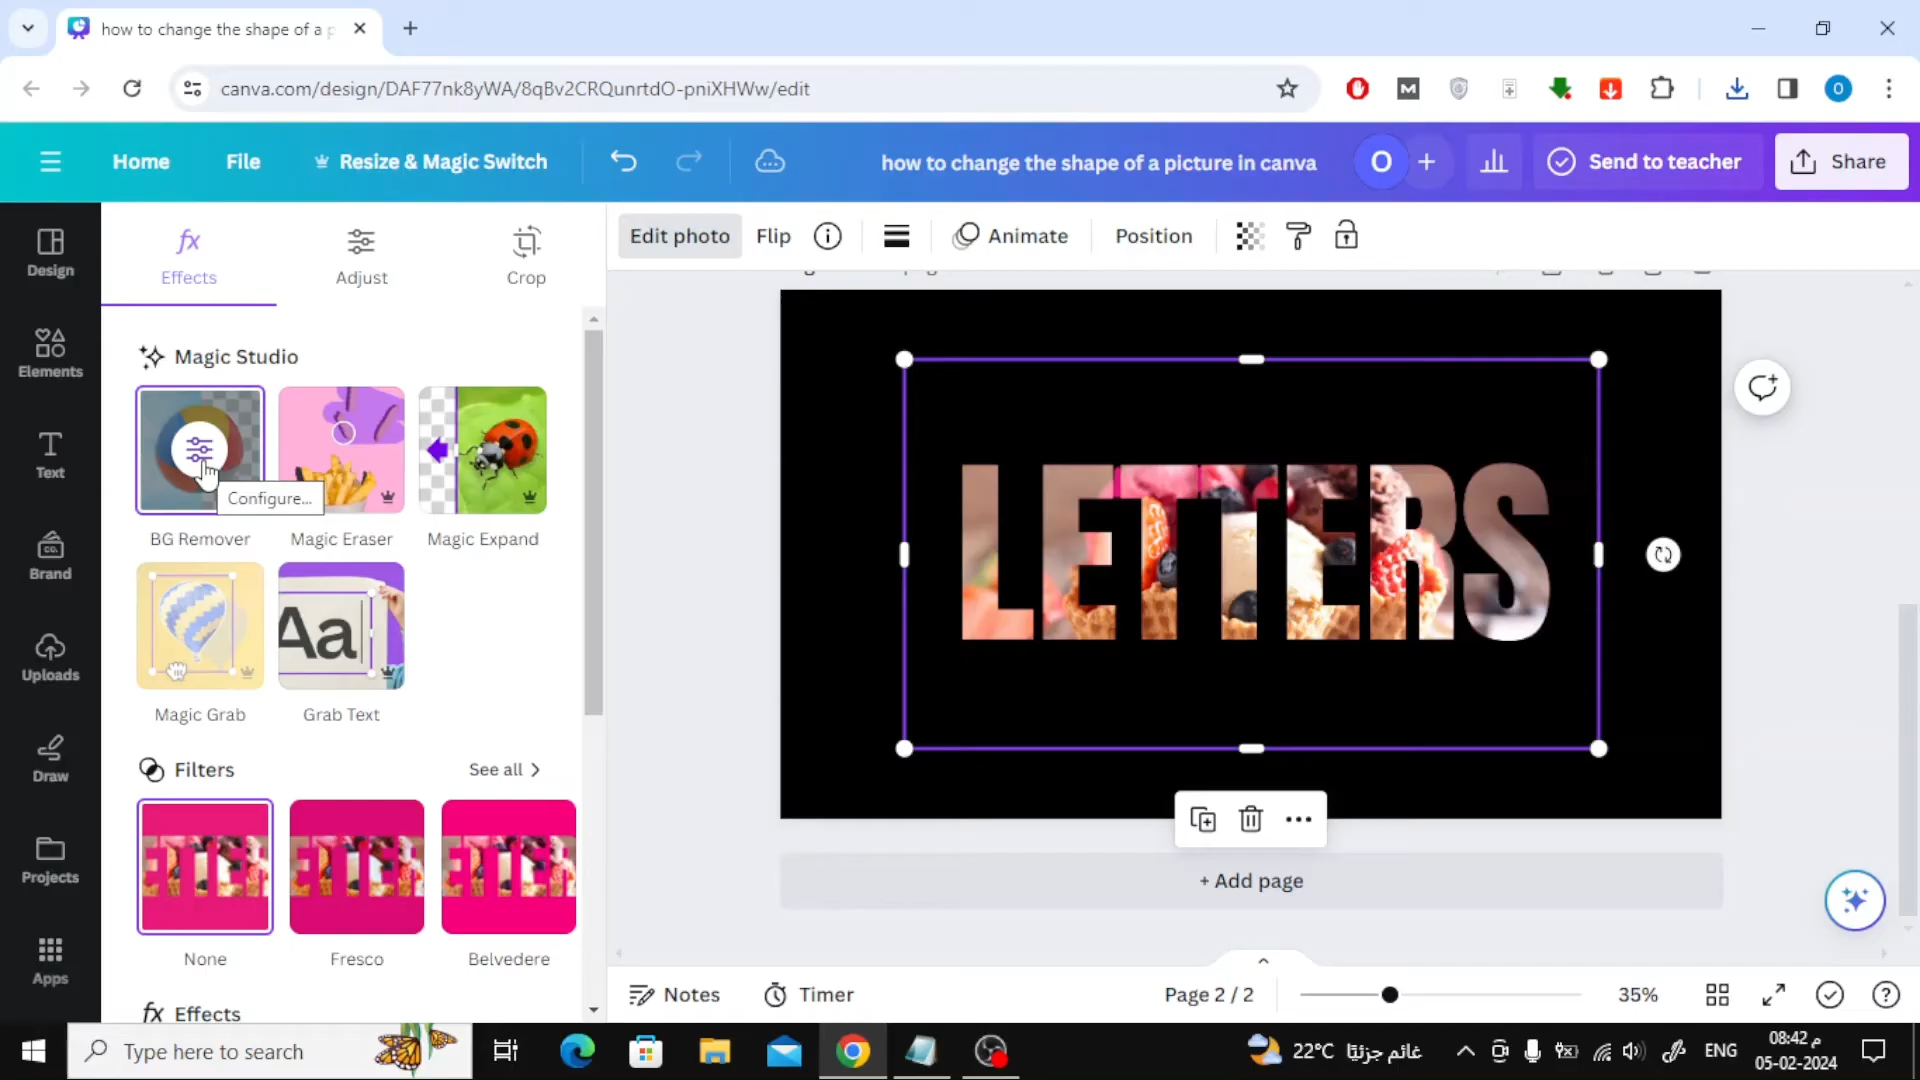 how to change the shape of a p
canva.com/design/DAF77nk8yWA/8qBv2CRQunrtdO-pniXHWw/edit
Home
File
Resize & Magic Switch
how to change the shape of a picture in canva
O
Send to teacher
Share
Design
Elements
Text
Brand
Uploads
Draw
Projects
Apps
Effects
Adjust
Crop
Edit photo
Flip
Animate
Position
Magic Studio
Configure...
BG Remover
Magic Eraser
Magic Expand
Aa
Magic Grab
Grab Text
Filters
See all
None
Fresco
Belvedere
fx Effects
LETTERS
+ Add page
Notes
Timer
Page 2 / 2
35%
Type here to search
22°C غائم جزئيًا
ENG
08:42 م
05-02-2024